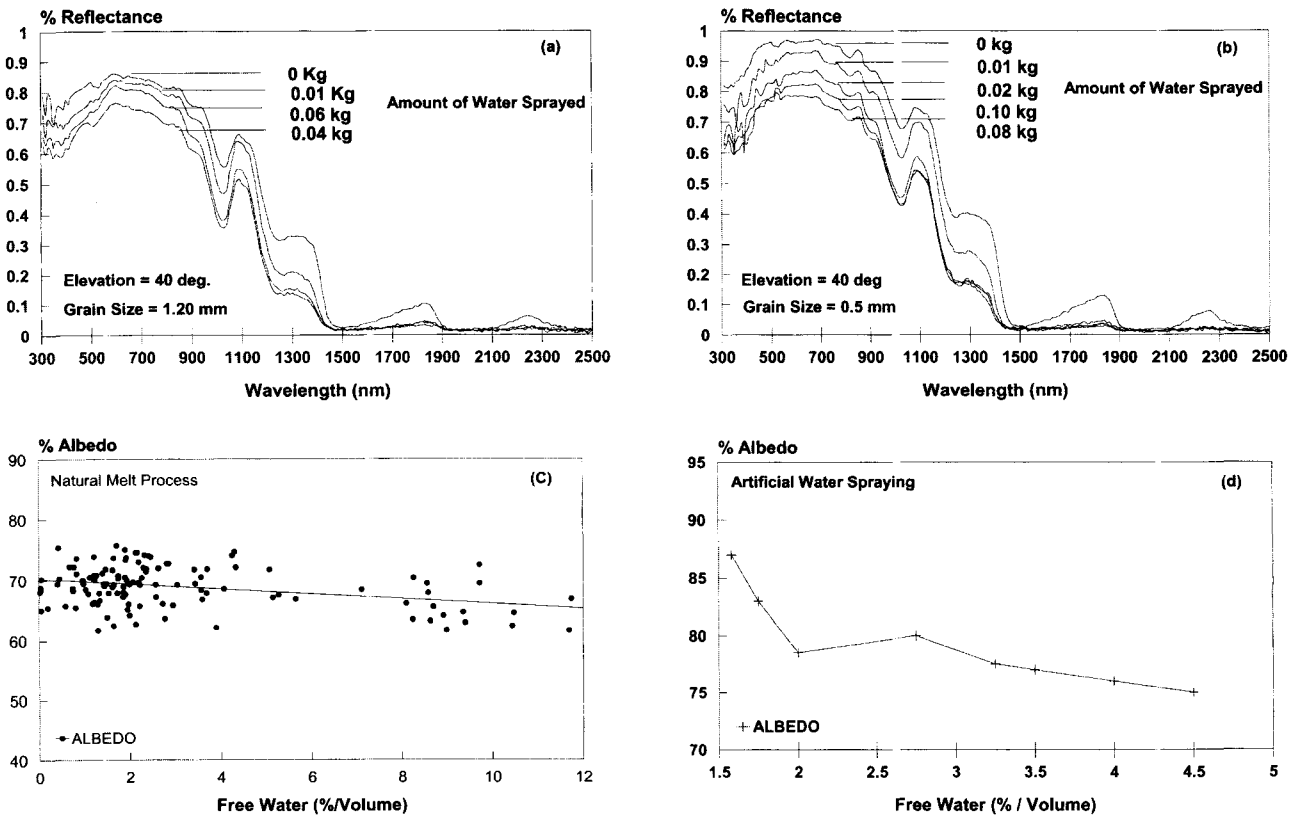 % Reflectance
(a)
1
0.9
0.8
0.7
0.6
0.5
0.4
0.3
0.2
0.1
0
0 Kg
0.01 Kg
0.06 kg
0.04 kg
Amount of Water Sprayed
Elevation = 40 deg.
Grain Size = 1.20 mm
300 500 700 900 1100 1300 1500 1700 1900 2100 2300 2500
Wavelength (nm)
% Reflectance
(b)
1
0.9
0.8
0.7
0.6
0.5
0.4
0.3
0.2
0.1
0
0 kg
0.01 kg
0.02 kg
0.10 kg
0.08 kg
Amount of Water Sprayed
Elevation = 40 deg
Grain Size = 0.5 mm
300 500 700 900 1100 1300 1500 1700 1900 2100 2300 2500
Wavelength (nm)
% Albedo
90
80
70
60
50
40
Natural Melt Process
(C)
ALBEDO
0 2 4 6 8 10 12
Free Water (%/Volume)
% Albedo
95
90
85
80
75
70
Artificial Water Spraying
(d)
ALBEDO
1.5 2 2.5 3 3.5 4 4.5 5
Free Water (% / Volume)